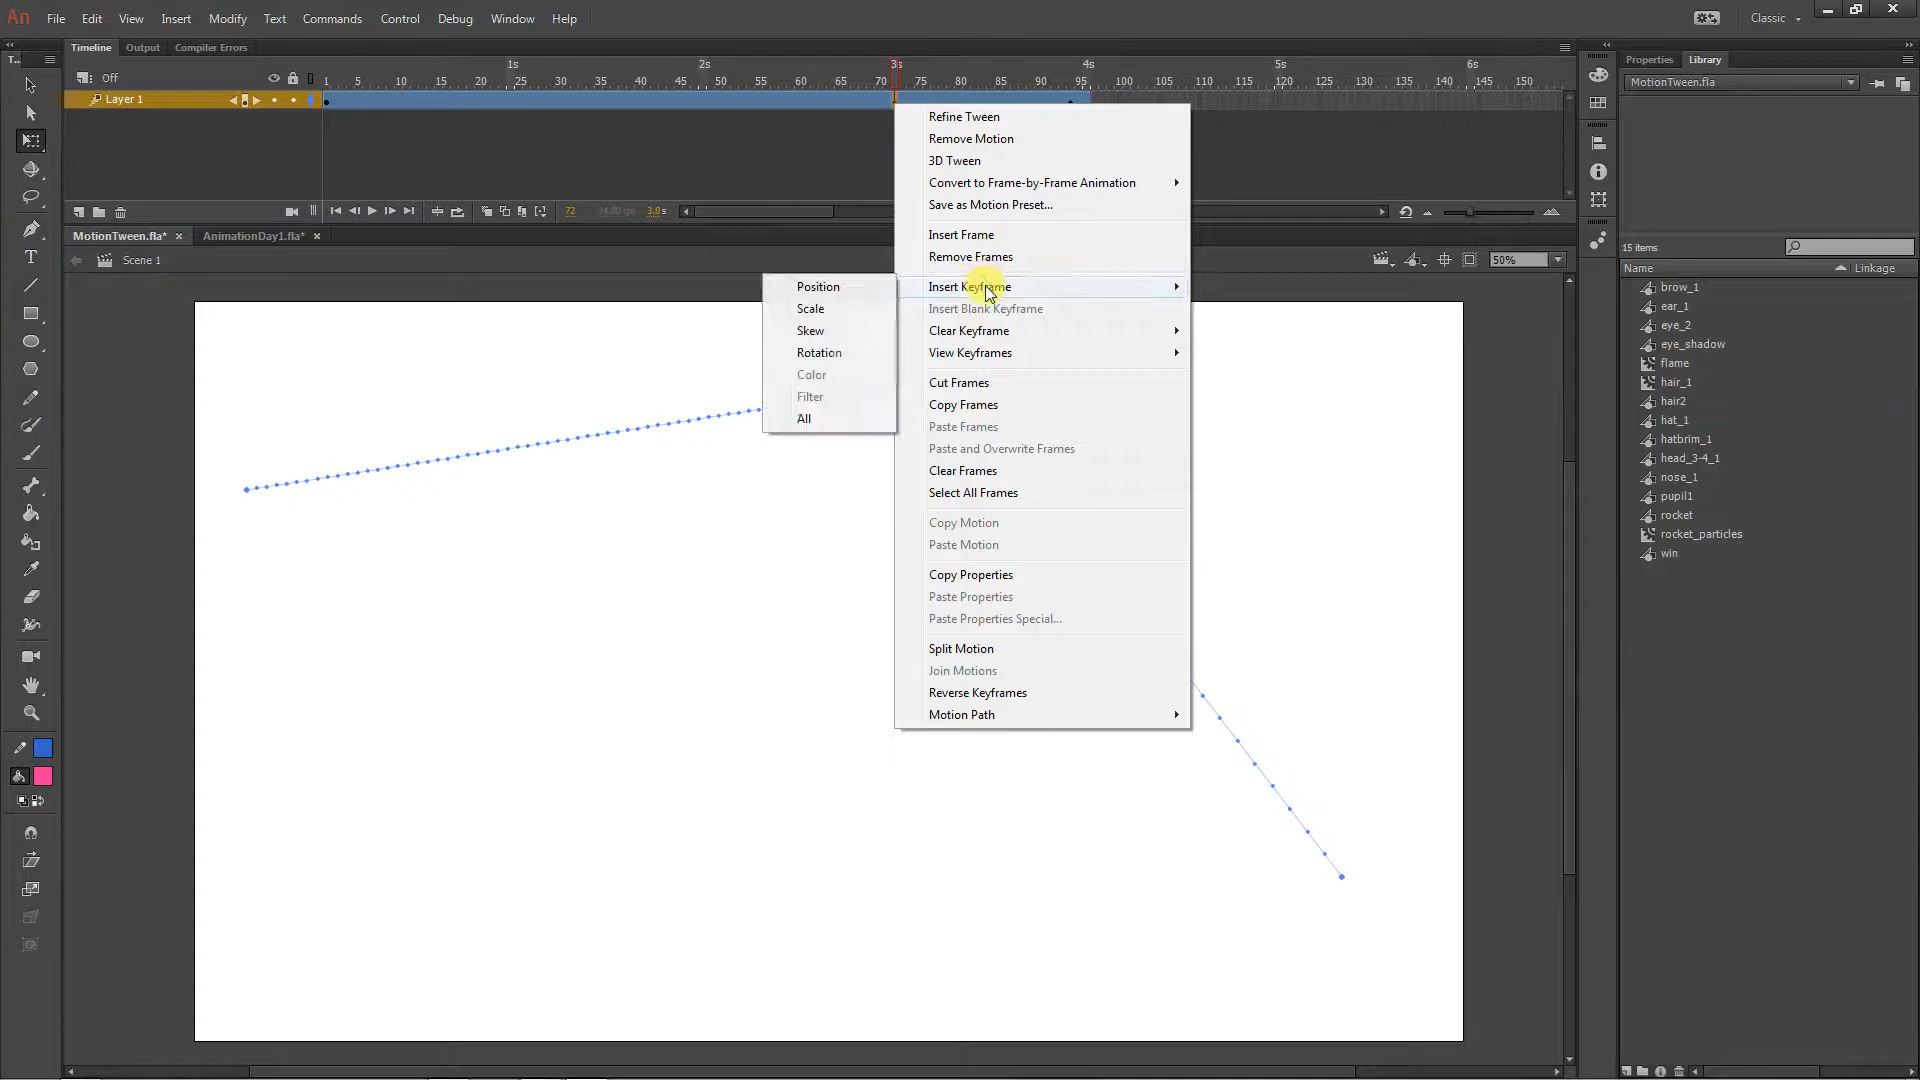 An File Edit View Insert Modify Text Commands Control Debug Window Help Classic
T... Timeline Output Compiler Errors Properties Library
Off 1s 2s 3s 4s 5s 6s
1 5 10 15 20 25 30 35 40 45 50 55 60 65 70 75 80 85 90 95 100 105 110 115 120 125 130 135 140 145 150
MotionTween.fla
Layer 1
72 24.00 fps 3.0 s
MotionTween.fla* × AnimationDay1.fla* ×
Scene 1 50%
Refine Tween
Remove Motion
3D Tween
Convert to Frame-by-Frame Animation
Save as Motion Preset...
Insert Frame
Remove Frames
Insert Keyframe
Insert Blank Keyframe
Clear Keyframe
View Keyframes
Cut Frames
Copy Frames
Paste Frames
Paste and Overwrite Frames
Clear Frames
Select All Frames
Copy Motion
Paste Motion
Copy Properties
Paste Properties
Paste Properties Special...
Split Motion
Join Motions
Reverse Keyframes
Motion Path
Position
Scale
Skew
Rotation
Color
Filter
All
15 items
Name Linkage
brow_1
ear_1
eye_2
eye_shadow
flame
hair_1
hair2
hat_1
hatbrim_1
head_3-4_1
nose_1
pupil1
rocket
rocket_particles
win